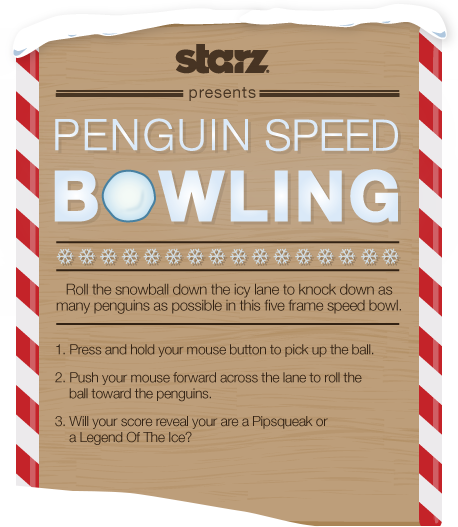 starz
presents
PENGUIN SPEED
BOWLING
Roll the snowball down the icy lane to knock down as
many penguins as possible in this five frame speed bowl.
1. Press and hold your mouse button to pick up the ball.
2. Push your mouse forward across the lane to roll the
ball toward the penguins.
3. Will your score reveal your are a Pipsqueak or
a Legend Of The Ice?